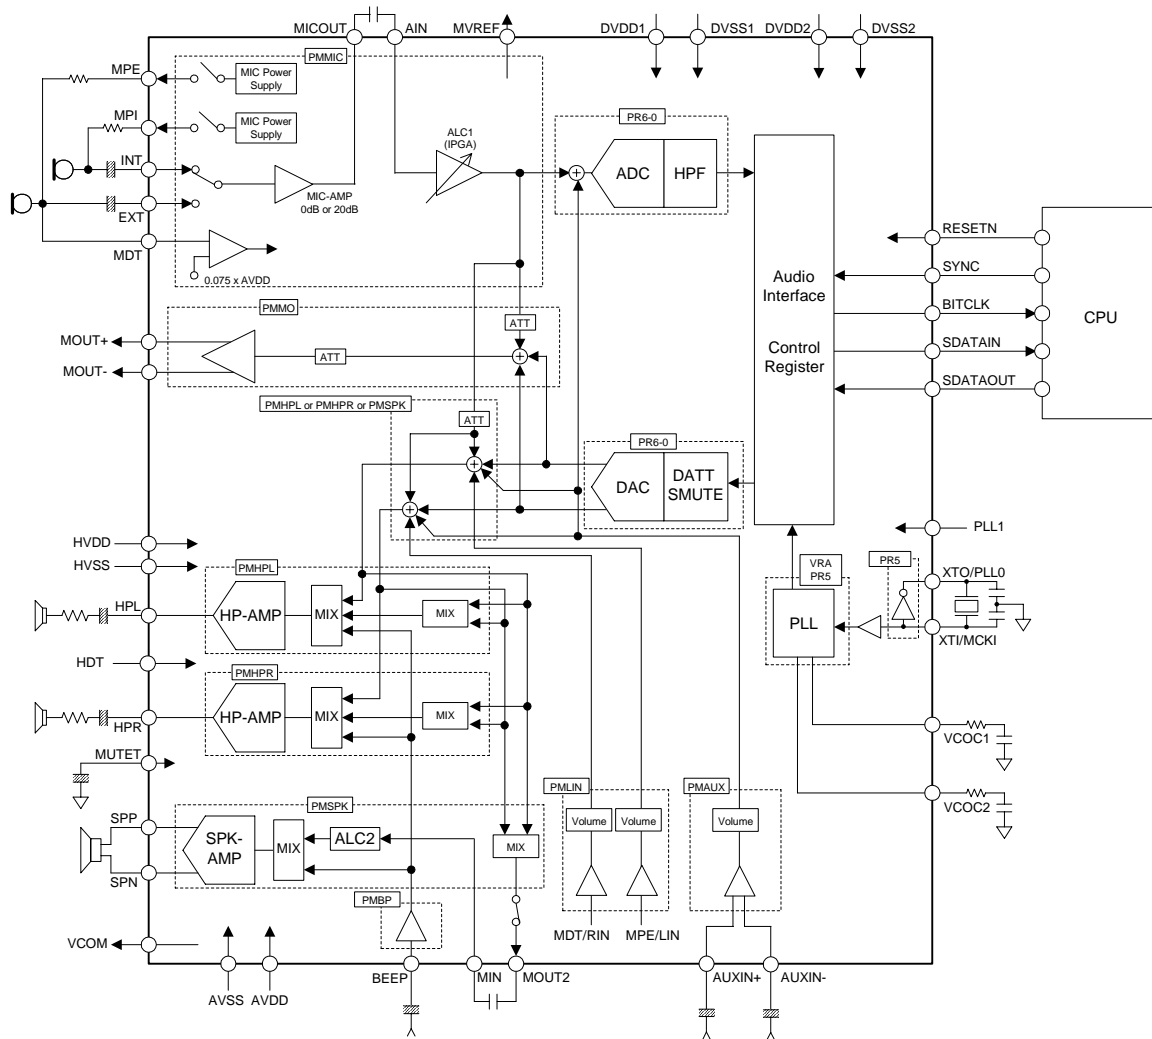 MICOUT
AIN
MVREF
DVDD1
DVSS1
DVDD2
DVSS2
PMMIC
MPE
MIC Power
Supply
MPI
MIC Power
Supply
INT
EXT
MDT
MIC-AMP
0dB or 20dB
0.075 x AVDD
ALC1
(IPGA)
PR6-0
ADC
HPF
Audio
Interface
Control
Register
RESETN
SYNC
BITCLK
SDATAIN
SDATAOUT
CPU
PMMO
MOUT+
MOUT-
ATT
ATT
PMHPL or PMHPR or PMSPK
ATT
PR6-0
DAC
DATT
SMUTE
PLL1
HVDD
HVSS
VRA
PR5
PR5
XTO/PLL0
XTI/MCKI
PLL
PMHPL
HPL
HP-AMP
MIX
MIX
HDT
PMHPR
HPR
HP-AMP
MIX
MIX
VCOC1
VCOC2
MUTET
PMSPK
SPP
SPN
SPK-
AMP
MIX
ALC2
MIX
PMLIN
Volume
Volume
PMAUX
Volume
PMBP
MDT/RIN
MPE/LIN
VCOM
AVSS
AVDD
BEEP
MIN
MOUT2
AUXIN+
AUXIN-